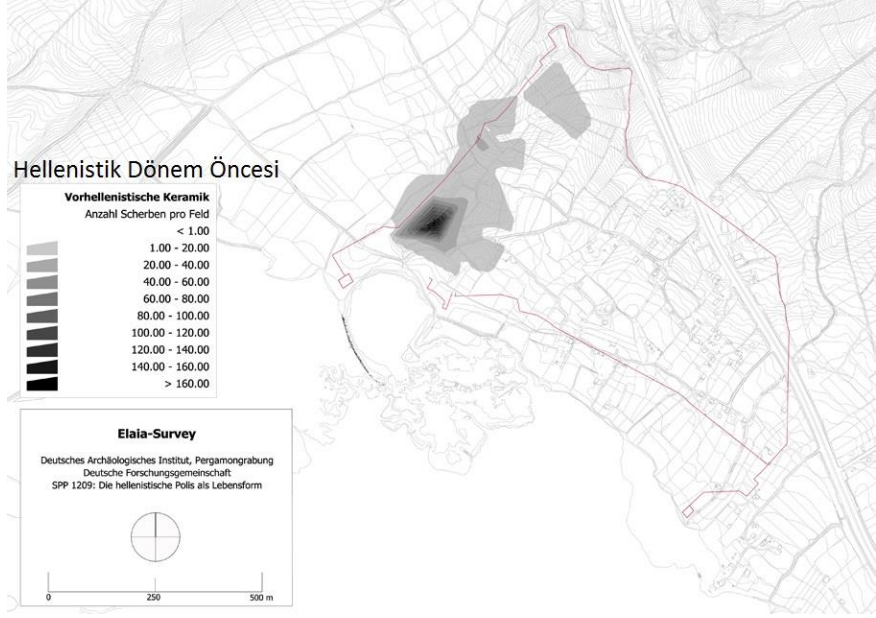 Hellenistik Dönem Öncesi
Vorhellenistische Keramik
Anzahl Scherben pro Feld
< 1.00
1.00 - 20.00
20.00 - 40.00
40.00 - 60.00
60.00 - 80.00
80.00 - 100.00
100.00 - 120.00
120.00 - 140.00
140.00 - 160.00
> 160.00
Elaia-Survey
Deutsches Archäologisches Institut, Pergamongrabung
Deutsche Forschungsgemeinschaft
SPP 1209: Die hellenistische Polis als Lebensform
0 250 500 m